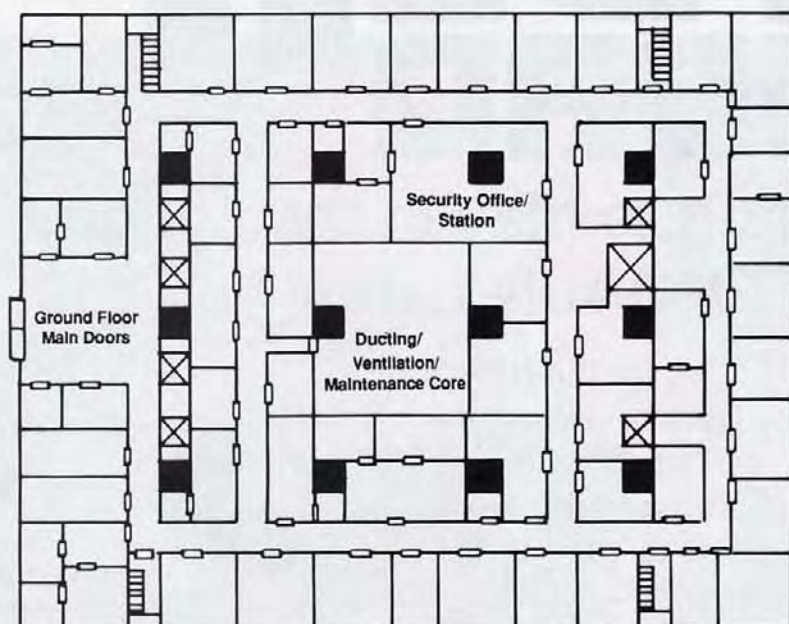 Security Office/
Station
Ground Floor
Main Doors
Ducting/
Ventilation/
Maintenance Core